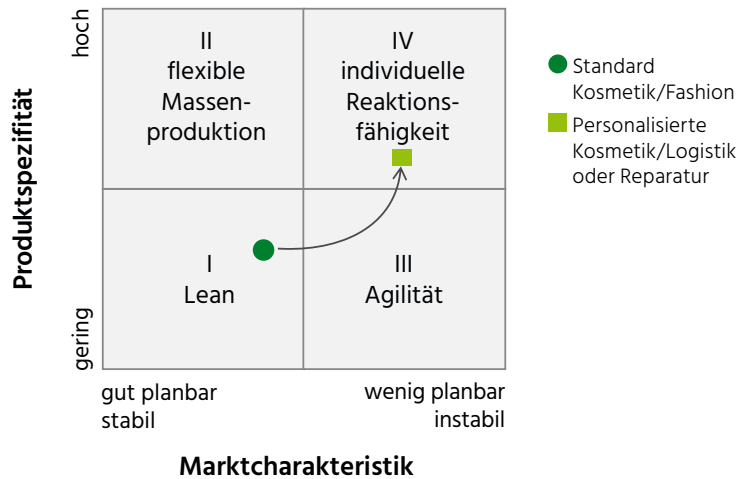 Produktspezifität
hoch
gering
II
flexible
Massen-
produktion
IV
individuelle
Reaktions-
fähigkeit
I
Lean
III
Agilität
gut planbar
stabil
wenig planbar
instabil
Marktcharakteristik
Standard
Kosmetik/Fashion
Personalisierte
Kosmetik/Logistik
oder Reparatur